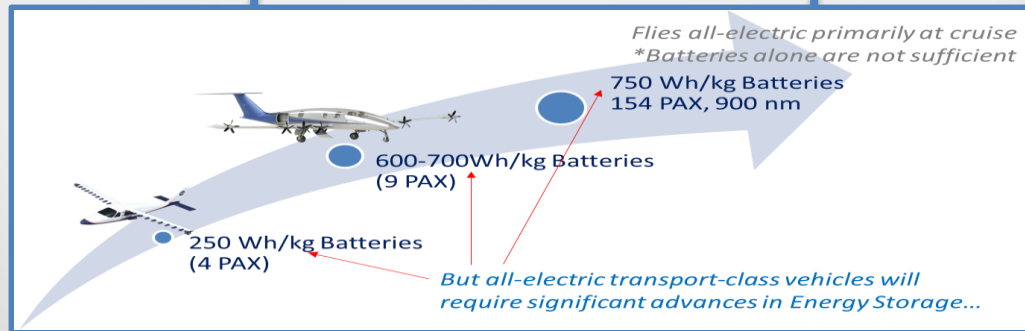 Flies all-electric primarily at cruise
*Batteries alone are not sufficient
750 Wh/kg Batteries
154 PAX, 900 nm
600-700Wh/kg Batteries
(9 PAX)
250 Wh/kg Batteries
(4 PAX)
But all-electric transport-class vehicles will
require significant advances in Energy Storage...